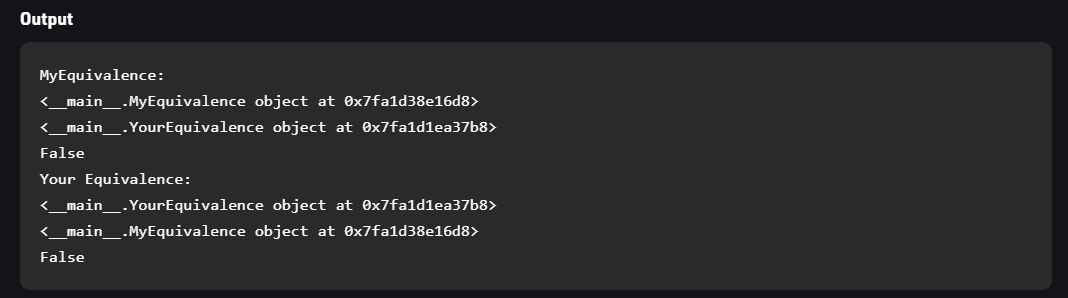 Output
MyEquivalence:
<__main__.MyEquivalence object at 0x7fa1d38e16d8>
<__main__.YourEquivalence object at 0x7fa1d1ea37b8>
False
Your Equivalence:
<__main__.YourEquivalence object at 0x7fa1d1ea37b8>
<__main__.MyEquivalence object at 0x7fa1d38e16d8>
False